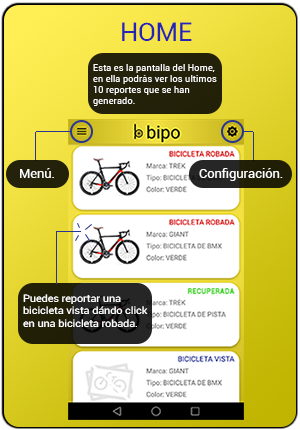 HOME
Esta es la pantalla del Home,
en ella podrás ver los ultimos
10 reportes que se han
generado.
bipo
Menú.
Configuración.
BICICLETA ROBADA
Marca: TREK
Tipo: BICICLETA
Color: VERDE
BICICLETA ROBADA
Marca: GIANT
Tipo: BICICLETA DE BMX
Color: VERDE
Puedes reportar una
bicicleta vista dándo click
en una bicicleta robada.
RECUPERADA
Marca: TREK
Tipo: BICICLETA DE PISTA
Color: VERDE
BICICLETA VISTA
Marca: GIANT
Tipo: BICICLETA DE BMX
Color: VERDE